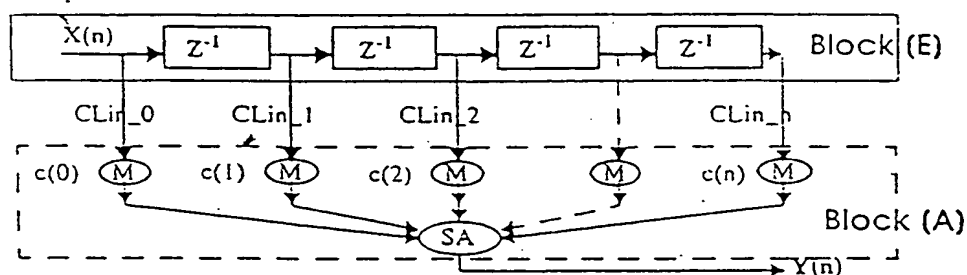 X(n) Z-1 Z-1 Z-1 Z-1 Block (E)
CLin_0 CLin_1 CLin_2 CLin_n
c(0) M c(1) M c(2) M M c(n) M
Block (A)
SA
Y(n)